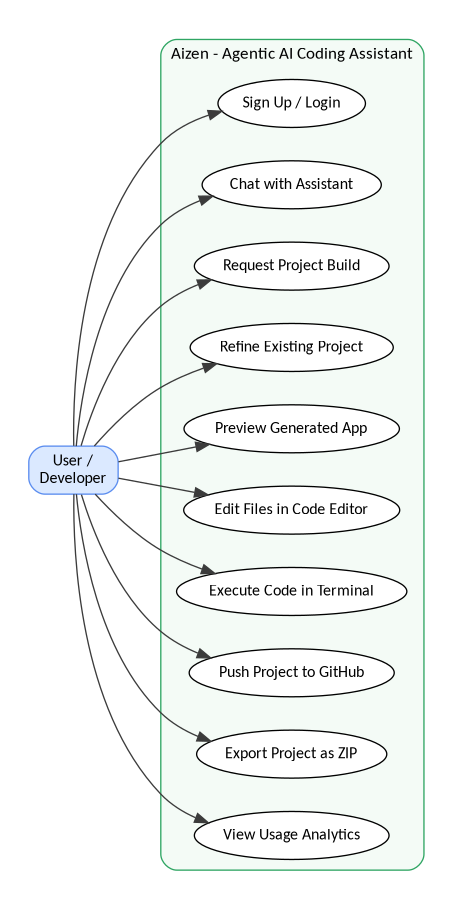 Aizen - Agentic AI Coding Assistant
Sign Up / Login
Chat with Assistant
Request Project Build
Refine Existing Project
Preview Generated App
User /
Developer
Edit Files in Code Editor
Execute Code in Terminal
Push Project to GitHub
Export Project as ZIP
View Usage Analytics